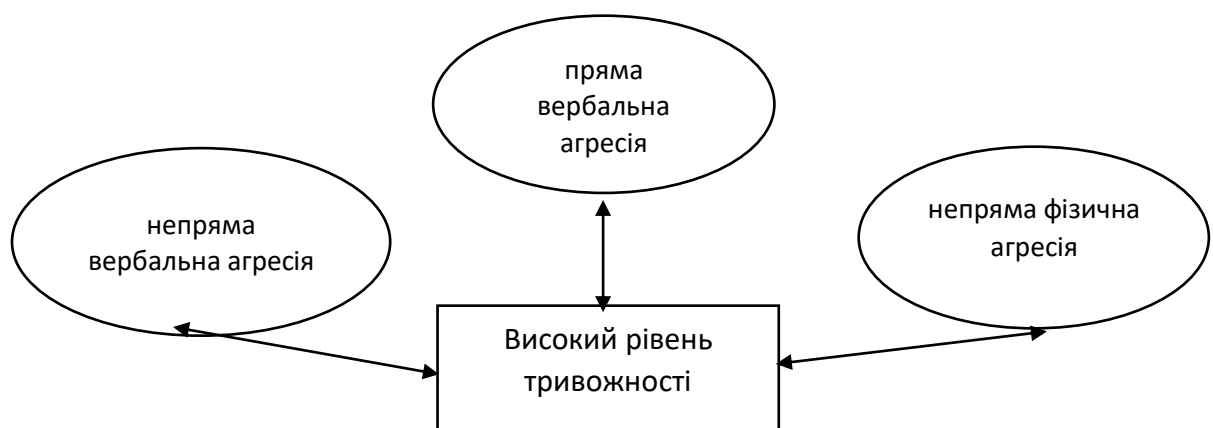 пряма
вербальна
агресія
непряма
вербальна агресія
непряма фізична
агресія
Високий рівень
тривожності